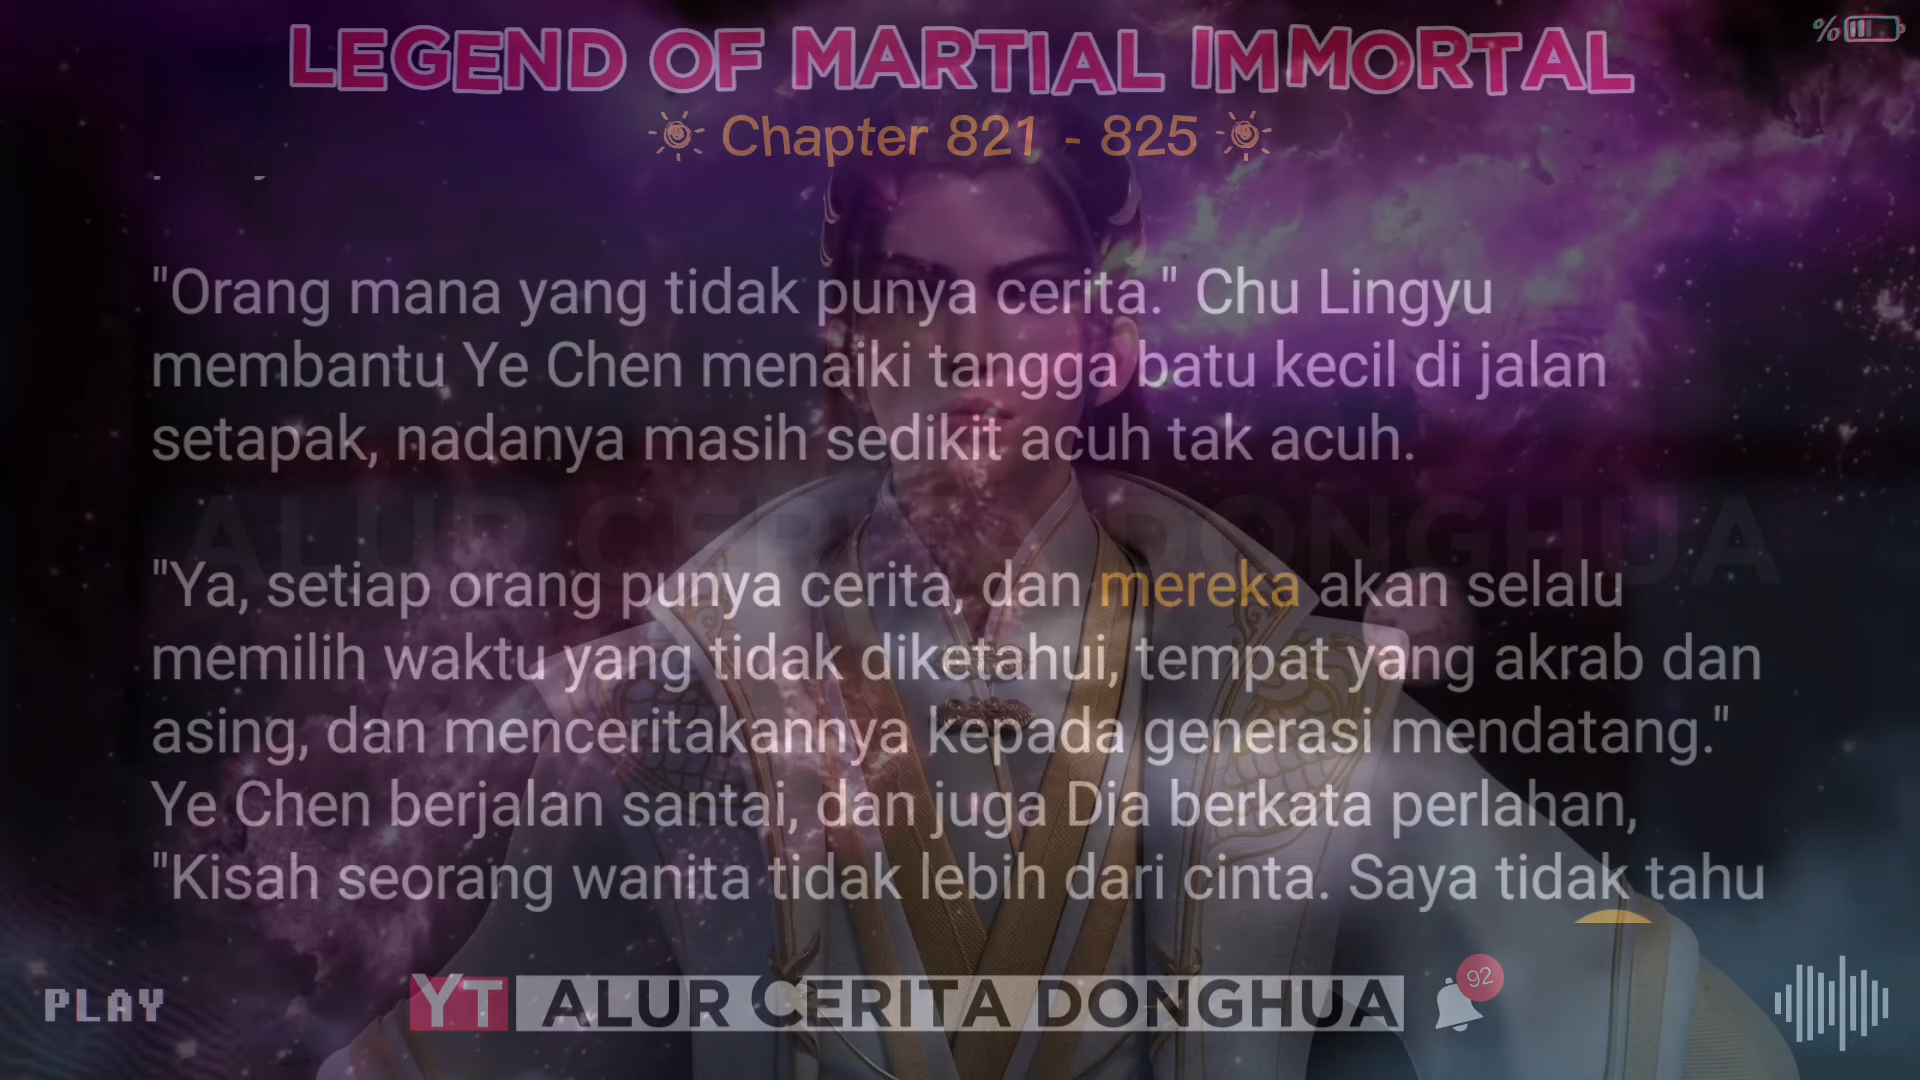 LEGEND OF MARTIAL IMMORTAL
%
Chapter 821 - 825
"Orang mana yang tidak punya cerita." Chu Lingyu
membantu Ye Chen menaiki tangga batu kecil di jalan
setapak, nadanya masih sedikit acuh tak acuh.
ALUR CERITA DONGHUA
"Ya, setiap orang punya cerita, dan mereka akan selalu
memilih waktu yang tidak diketahui, tempat yang akrab dan
asing, dan menceritakannya kepada generasi mendatang."
Ye Chen berjalan santai, dan juga Dia berkata perlahan,
"Kisah seorang wanita tidak lebih dari cinta. Saya tidak tahu
PLAY
YT ALUR CERITA DONGHUA
92